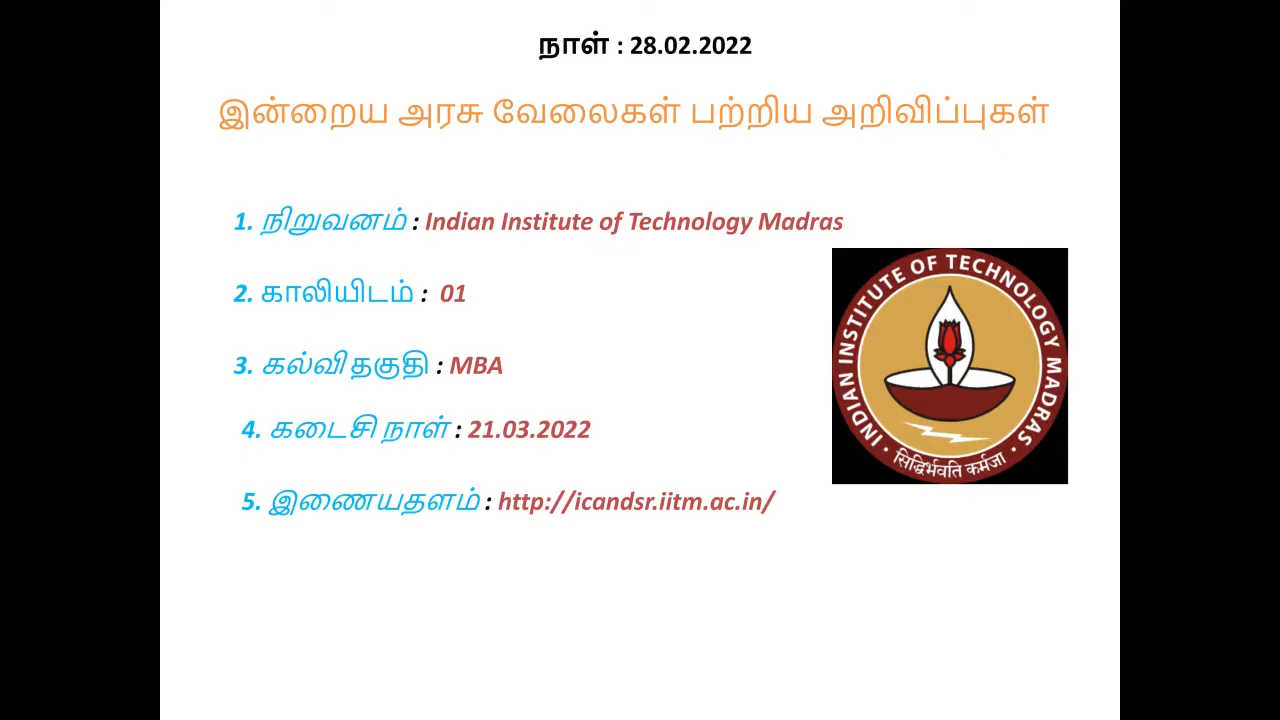 நாள் : 28.02.2022
இன்றைய அரசு வேலைகள் பற்றிய அறிவிப்புகள்
1. நிறுவனம் : Indian Institute of Technology Madras
2. காலியிடம் : 01
3. கல்வி தகுதி : MBA
4. கடைசி நாள் : 21.03.2022
5. இணையதளம் : http://icandsr.iitm.ac.in/
INDIAN INSTITUTE OF TECHNOLOGY MADRAS
सिद्धिर्भवति कर्मजा